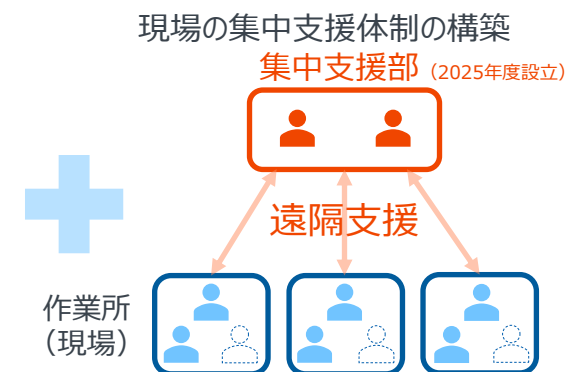 現場の集中支援体制の構築
集中支援部（2025年度設立）
遠隔支援
作業所
（現場）